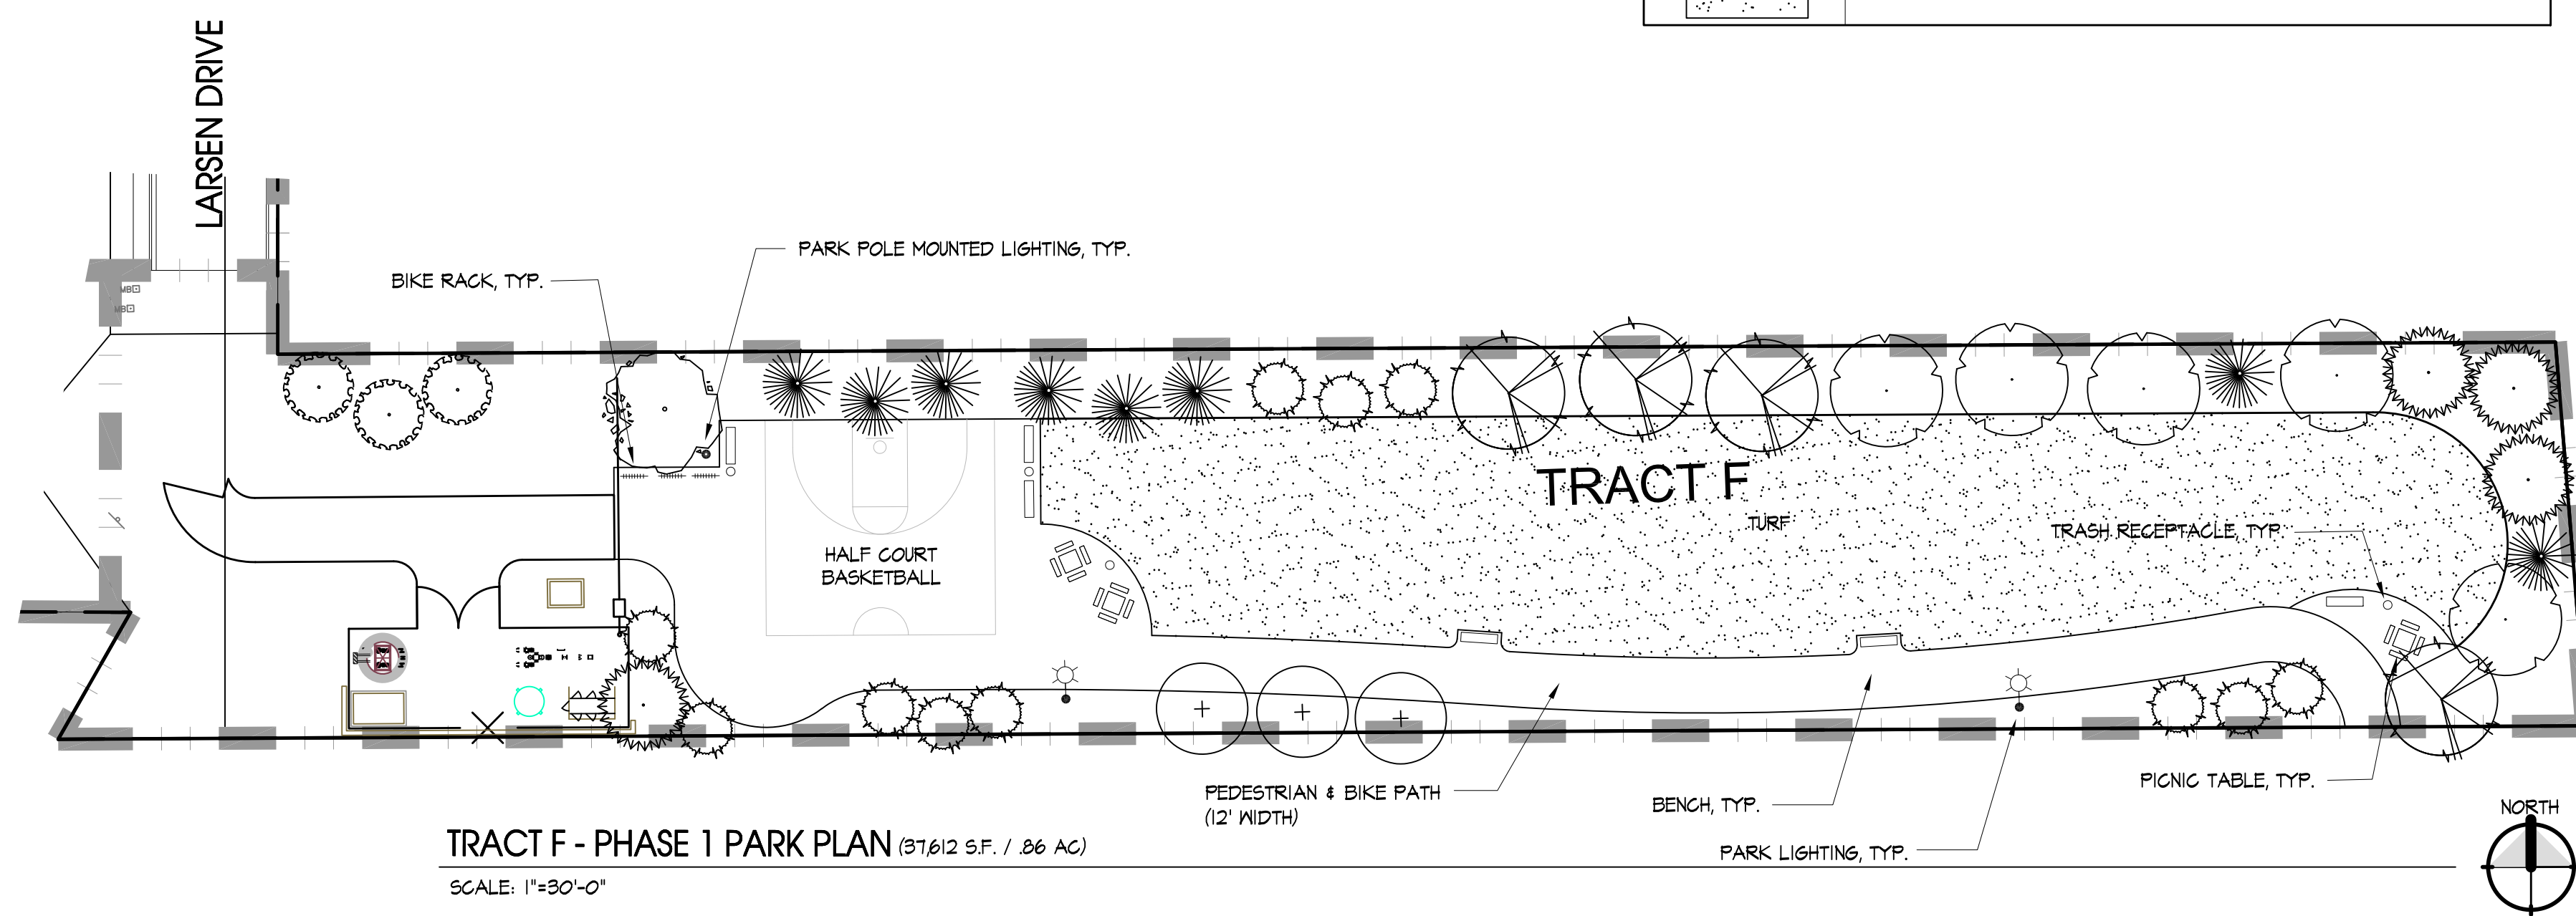 LARSEN DRIVE
PARK POLE MOUNTED LIGHTING, TYP.
BIKE RACK, TYP.
MB
MB
TRACT F
TURF
TRASH RECEPTACLE, TYP.
HALF COURT
BASKETBALL
PICNIC TABLE, TYP.
PEDESTRIAN & BIKE PATH
(12' WIDTH)
BENCH, TYP.
NORTH
TRACT F - PHASE 1 PARK PLAN (37,612 S.F. / .86 AC)
PARK LIGHTING, TYP.
SCALE: 1"=30'-0"